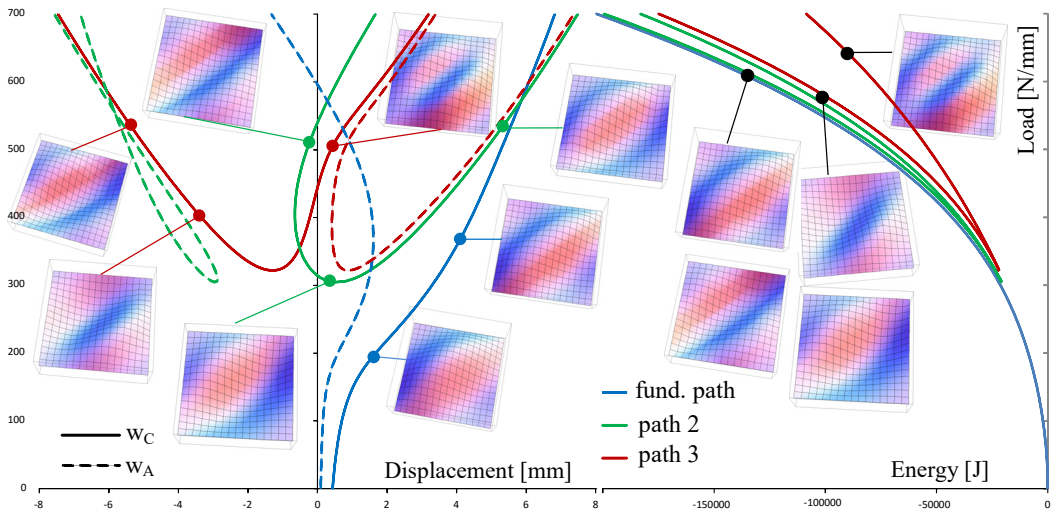 700
600
500
400
300
200
100
0
-8
-6
-4
-2
0
2
4
6
8
-150000
-100000
-50000
0
w_C
w_A
Displacement [mm]
fund. path
path 2
path 3
Energy [J]
Load [N/mm]